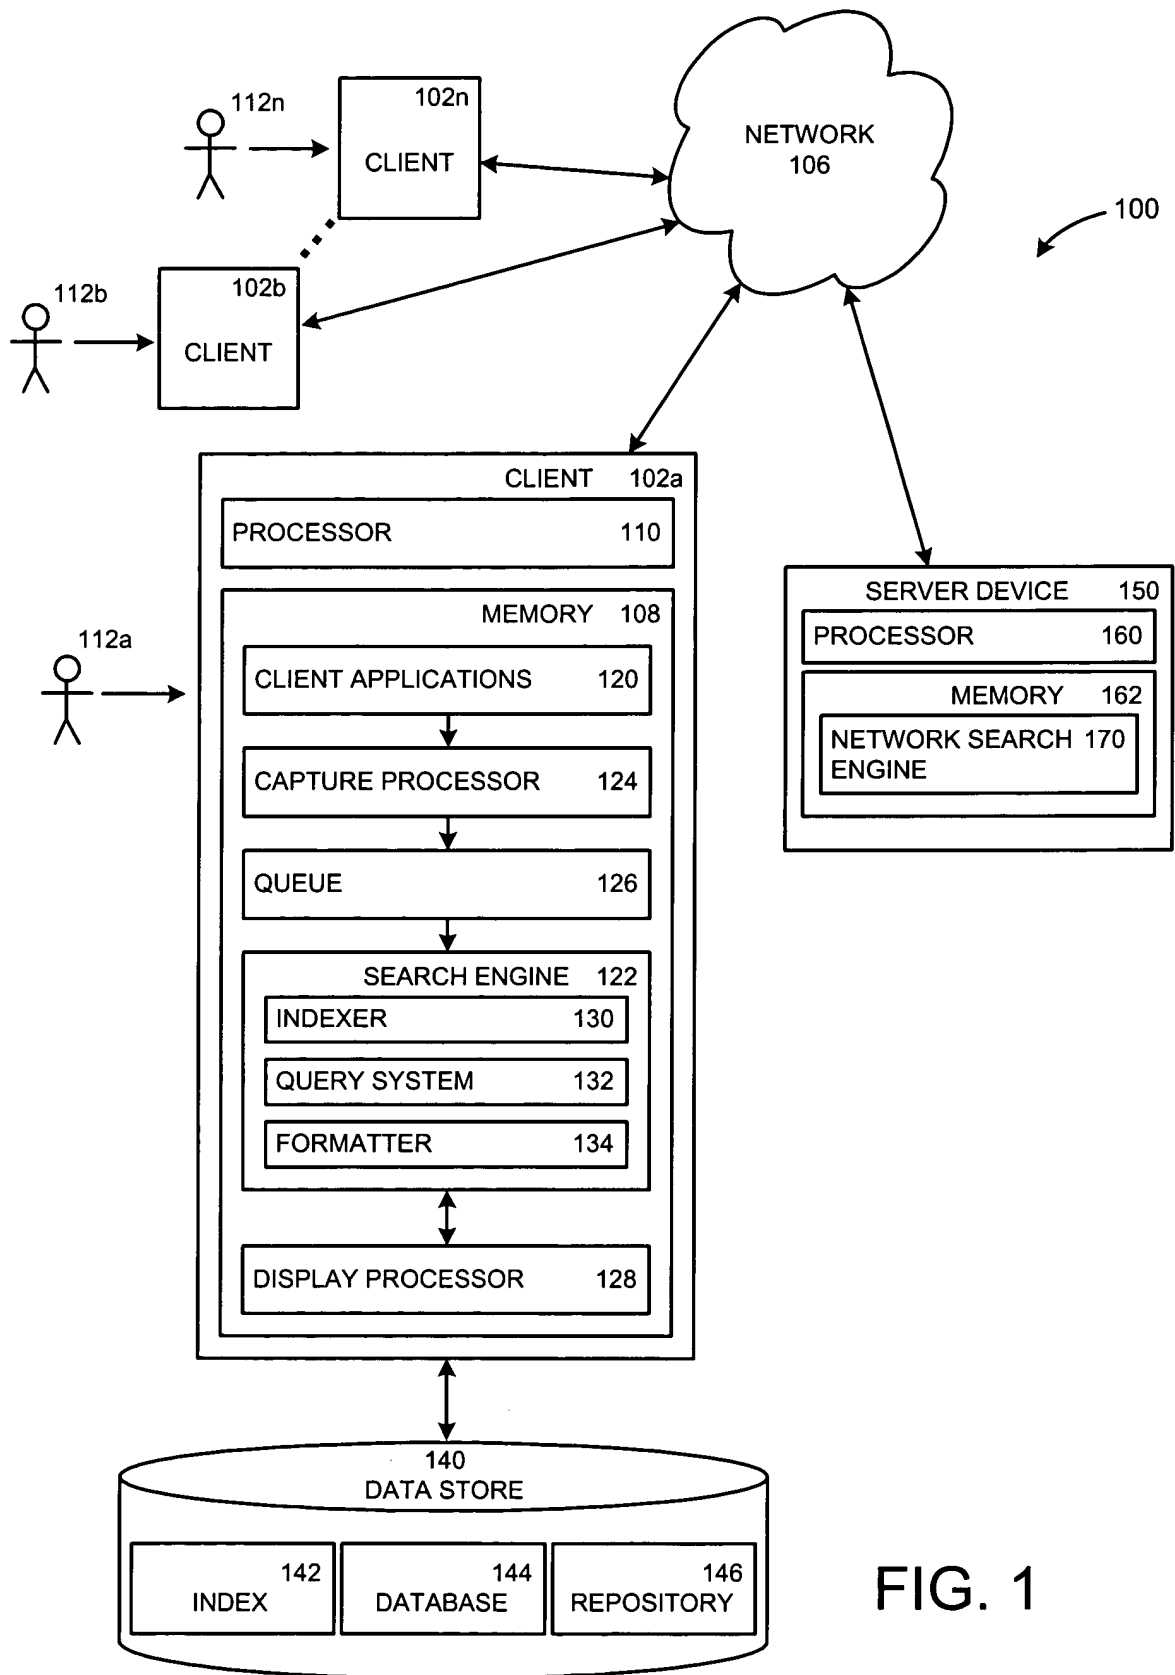 112n
102n
CLIENT
NETWORK
106
100
112b
102b
CLIENT
CLIENT 102a
PROCESSOR 110
MEMORY 108
112a
CLIENT APPLICATIONS 120
CAPTURE PROCESSOR 124
QUEUE 126
SEARCH ENGINE 122
INDEXER 130
QUERY SYSTEM 132
FORMATTER 134
DISPLAY PROCESSOR 128
SERVER DEVICE 150
PROCESSOR 160
MEMORY 162
NETWORK SEARCH 170
ENGINE
140
DATA STORE
142
INDEX
144
DATABASE
146
REPOSITORY
FIG. 1